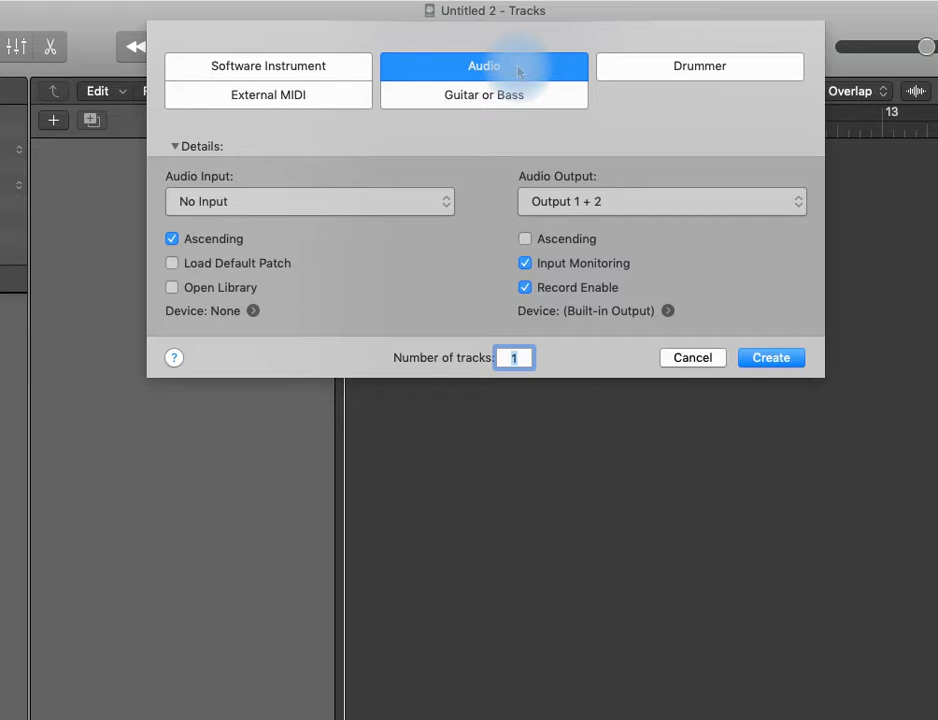 Untitled 2 - Tracks
Software Instrument
Audio
Drummer
External MIDI
Guitar or Bass
Edit
Overlap
13
Details:
Audio Input:
Audio Output:
No Input
Output 1 + 2
Ascending
Ascending
Load Default Patch
Input Monitoring
Open Library
Record Enable
Device: None
Device: (Built-in Output)
?
Number of tracks: 1
Cancel
Create